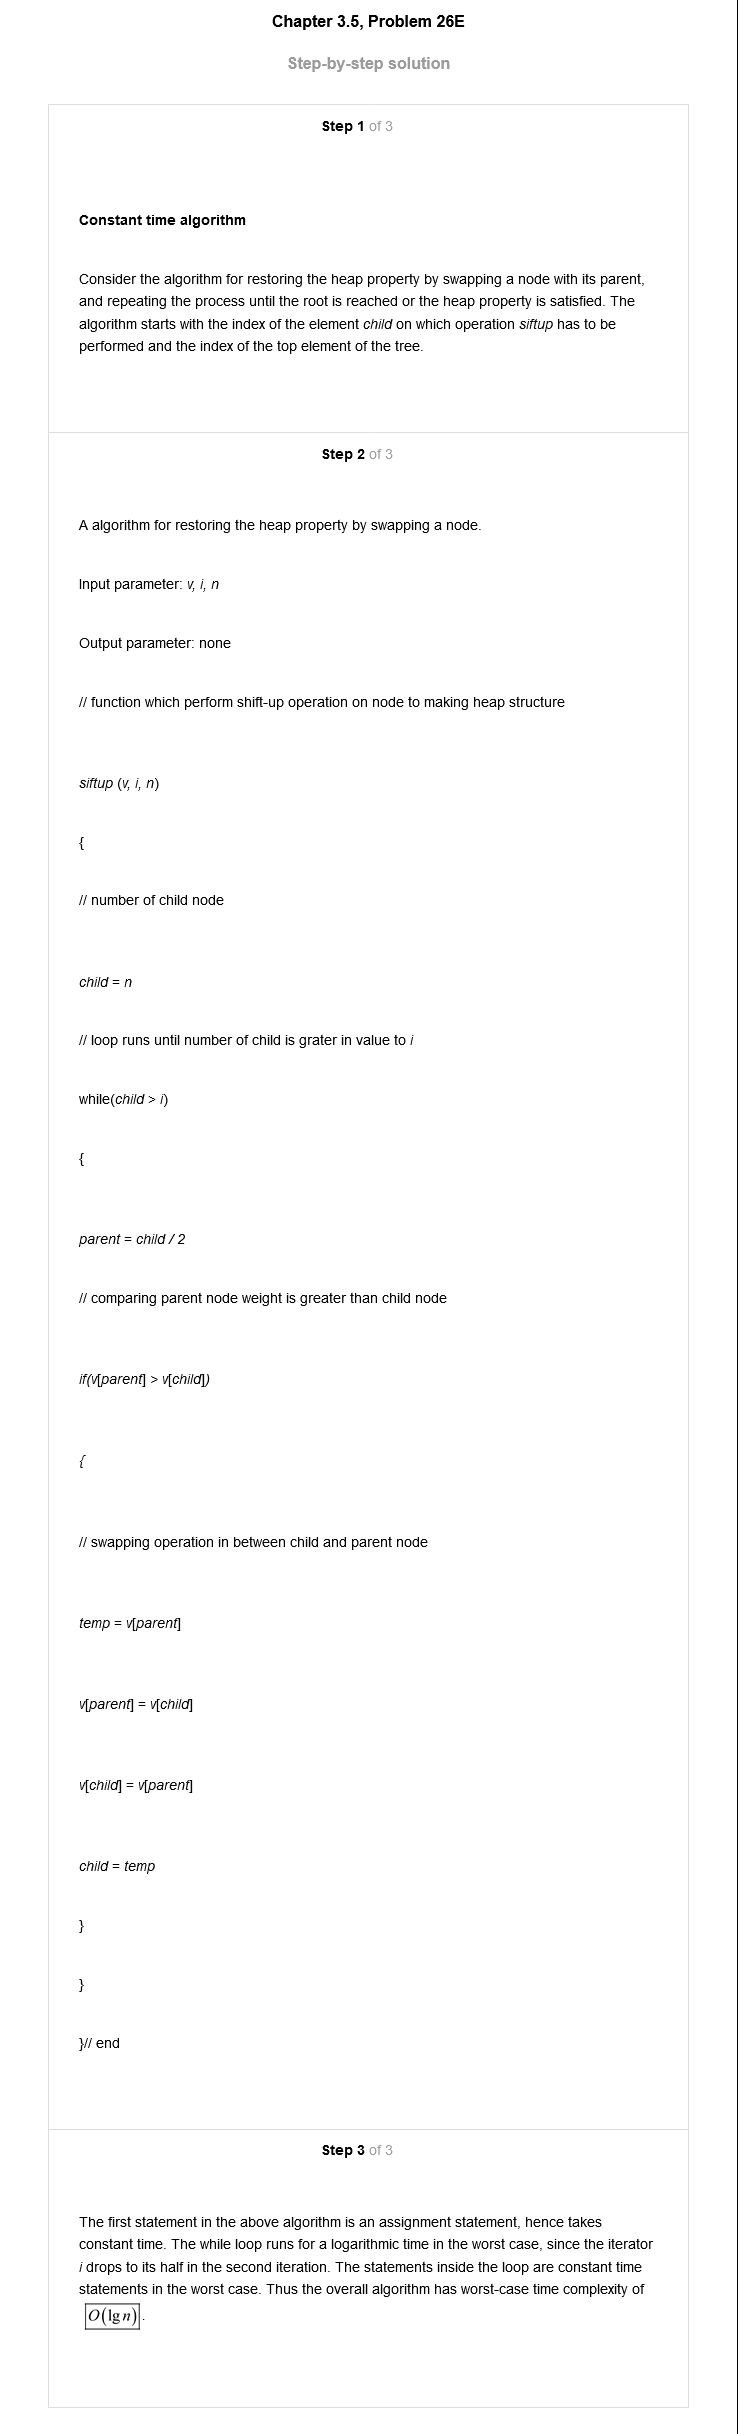 Chapter 3.5, Problem 26E
Step-by-step solution
Step 1 of 3
Constant time algorithm
Consider the algorithm for restoring the heap property by swapping a node with its parent,
and repeating the process until the root is reached or the heap property is satisfied. The
algorithm starts with the index of the element child on which operation siftup has to be
performed and the index of the top element of the tree.
Step 2 of 3
A algorithm for restoring the heap property by swapping a node.
Input parameter: v, i, n
Output parameter: none
// function which perform shift-up operation on node to making heap structure
siftup (v, i, n)
{
// number of child node
child = n
// loop runs until number of child is grater in value to i
while(child > i)
{
parent = child / 2
// comparing parent node weight is greater than child node
if(v[parent] > v[child])
{
// swapping operation in between child and parent node
temp = v[parent]
v[parent] = v[child]
v[child] = v[parent]
child = temp
}
}
}// end
Step 3 of 3
The first statement in the above algorithm is an assignment statement, hence takes
constant time. The while loop runs for a logarithmic time in the worst case, since the iterator
i drops to its half in the second iteration. The statements inside the loop are constant time
statements in the worst case. Thus the overall algorithm has worst-case time complexity of
O(lg n).